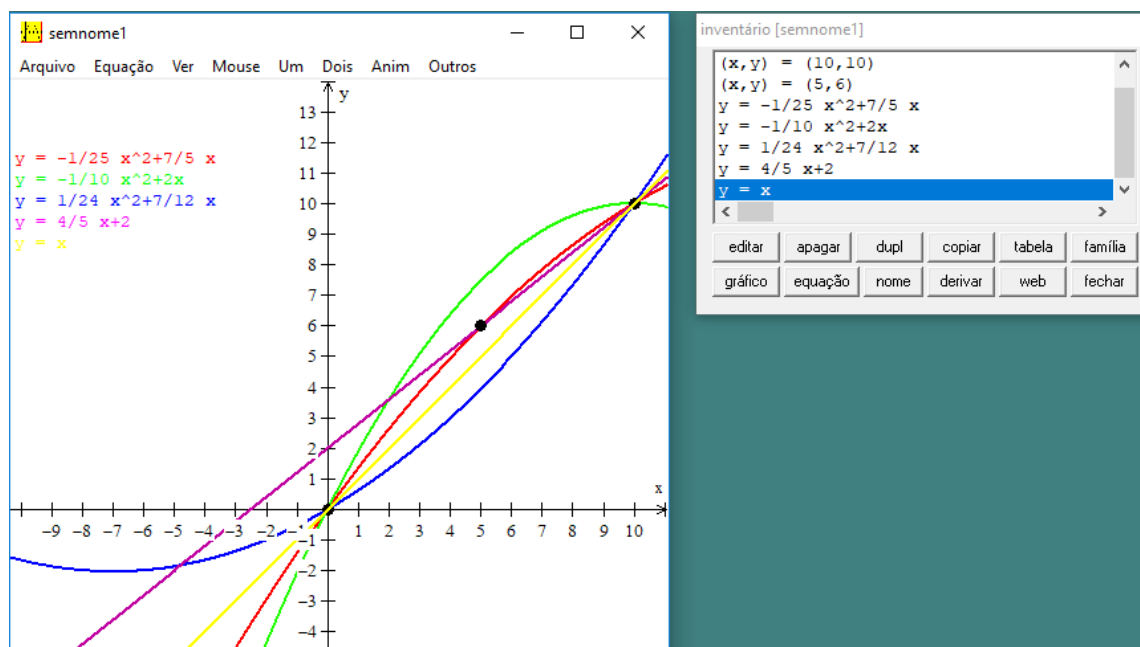 semnome1
Arquivo Equação Ver Mouse Um Dois Anim Outros
y
13
12
11
10
9
8
7
6
5
4
3
2
1
y = -1/25 x^2+7/5 x
y = -1/10 x^2+2x
y = 1/24 x^2+7/12 x
y = 4/5 x+2
y = x
x
−9 −8 −7 −6 −5 −4 −3 −2 −1 1 2 3 4 5 6 7 8 9 10
−1
−2
−3
−4
inventário [semnome1]
(x,y) = (10,10)
(x,y) = (5,6)
y = -1/25 x^2+7/5 x
y = -1/10 x^2+2x
y = 1/24 x^2+7/12 x
y = 4/5 x+2
y = x
editar apagar dupl copiar tabela família
gráfico equação nome derivar web fechar